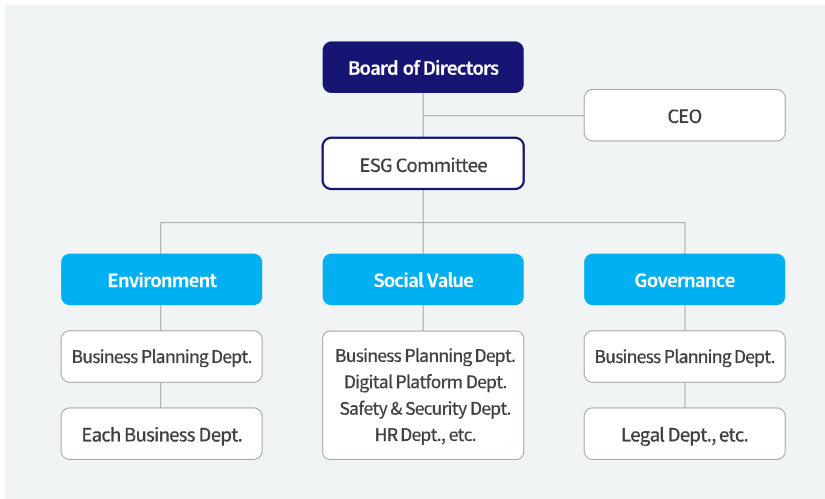 Board of Directors
CEO
ESG Committee
Environment
Social Value
Governance
Business Planning Dept.
Each Business Dept.
Business Planning Dept.
Digital Platform Dept.
Safety & Security Dept.
HR Dept., etc.
Business Planning Dept.
Legal Dept., etc.